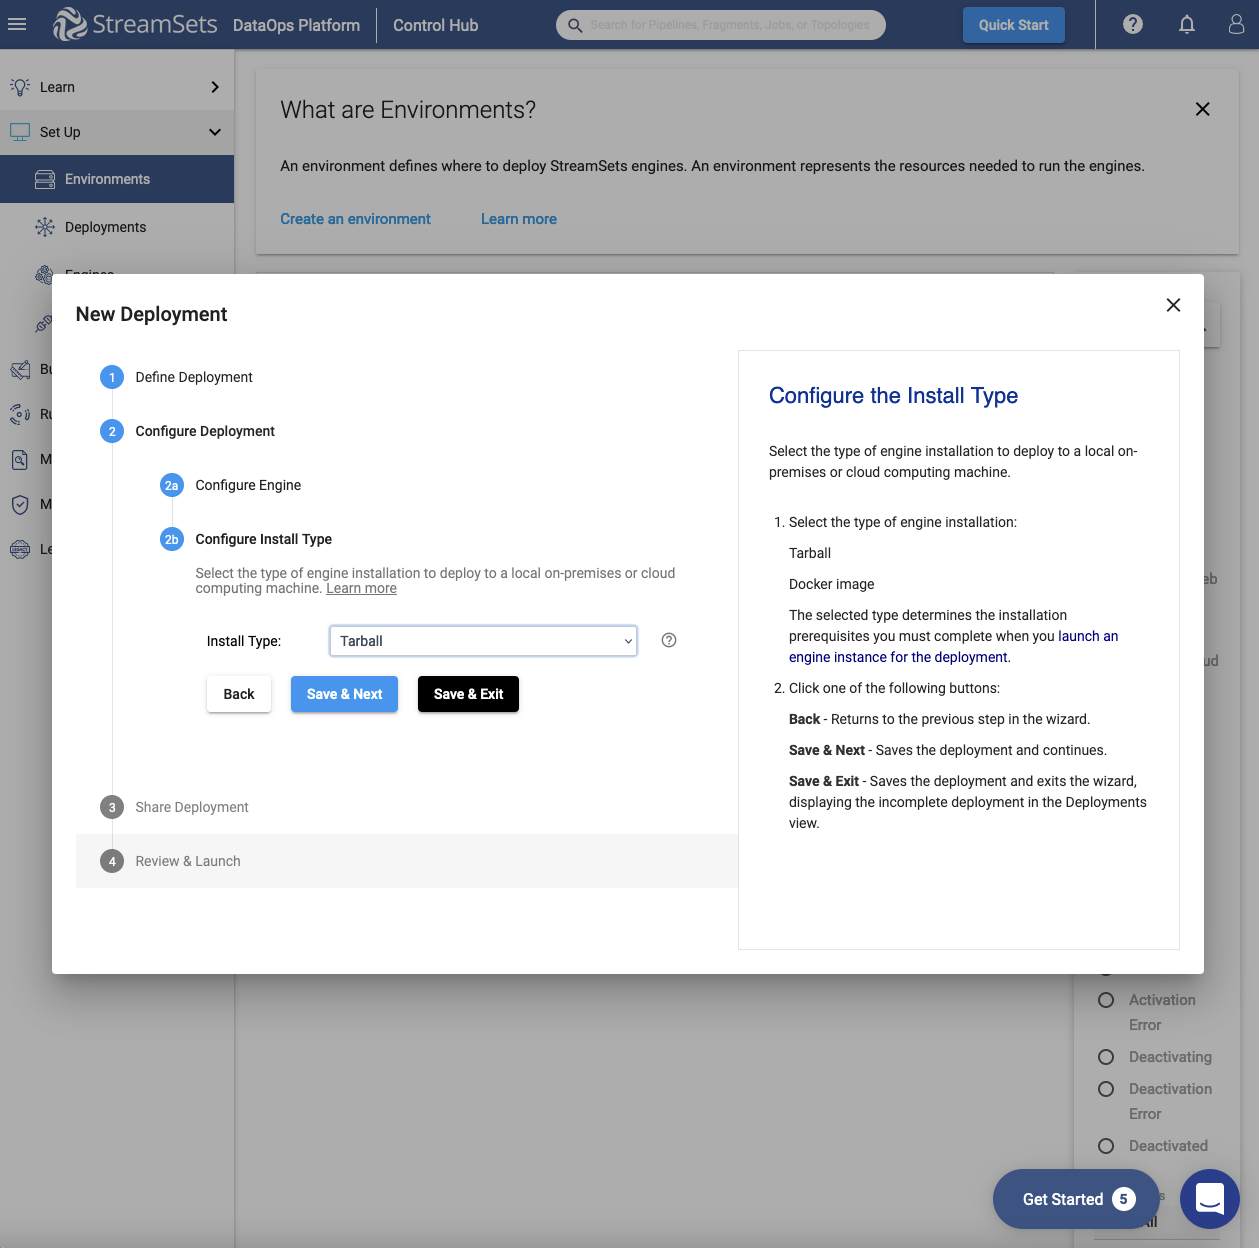 StreamSets DataOps Platform Control Hub Search for Pipelines, Fragments, Jobs, or Topologies Quick Start
Learn
Set Up
Environments
Deployments
What are Environments?
An environment defines where to deploy StreamSets engines. An environment represents the resources needed to run the engines.
Create an environment Learn more
New Deployment
1 Define Deployment
2 Configure Deployment
2a Configure Engine
2b Configure Install Type
Select the type of engine installation to deploy to a local on-premises or cloud
computing machine. Learn more
Install Type: Tarball
Back Save & Next Save & Exit
3 Share Deployment
4 Review & Launch
Configure the Install Type
Select the type of engine installation to deploy to a local on-
premises or cloud computing machine.
1. Select the type of engine installation:
Tarball
Docker image
The selected type determines the installation
prerequisites you must complete when you launch an
engine instance for the deployment.
2. Click one of the following buttons:
Back - Returns to the previous step in the wizard.
Save & Next - Saves the deployment and continues.
Save & Exit - Saves the deployment and exits the wizard,
displaying the incomplete deployment in the Deployments
view.
Activation
Error
Deactivating
Deactivation
Error
Deactivated
Get Started 5